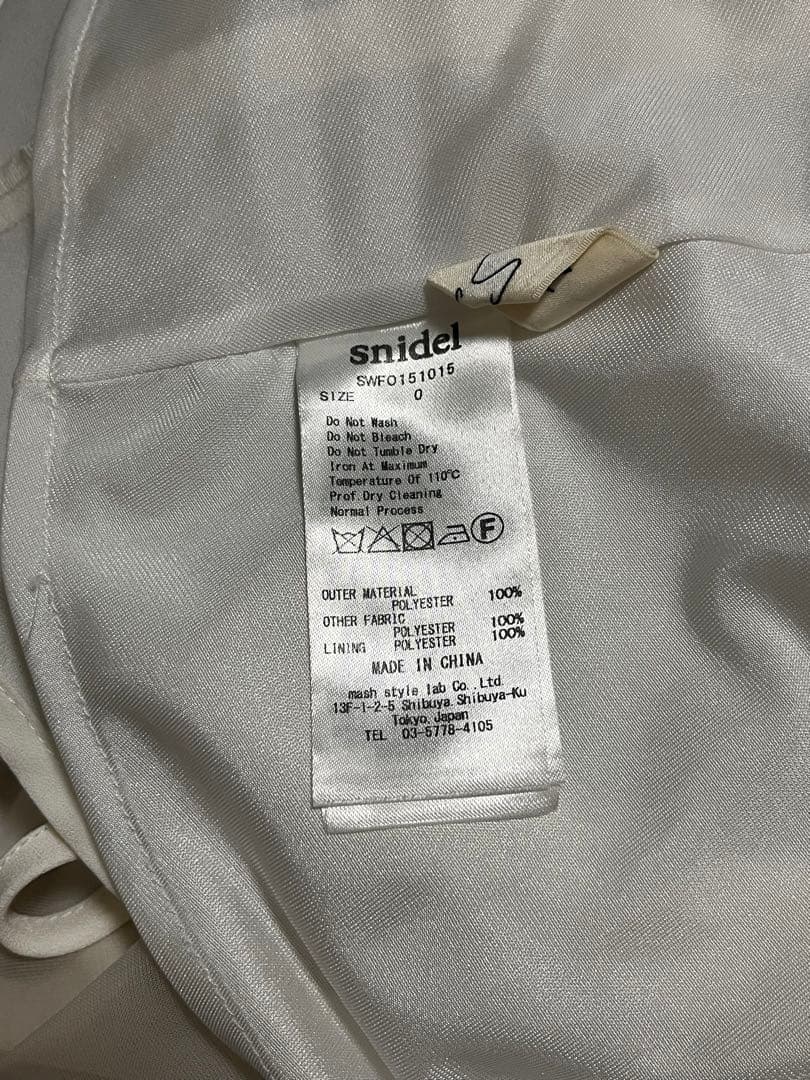 snidel
SWFO151015
SIZE 0
Do Not Wash
Do Not Bleach
Do Not Tumble Dry
Iron At Maximum
Temperature Of 110℃
Prof.Dry Cleaning
Normal Process
F
OUTER MATERIAL
POLYESTER 100%
OTHER FABRIC
POLYESTER 100%
LINING POLYESTER 100%
MADE IN CHINA
mash style lab Co., Ltd.
13F-1-2-5 Shibuya.Shibuya-Ku
Tokyo.Japan
TEL 03-5778-4105